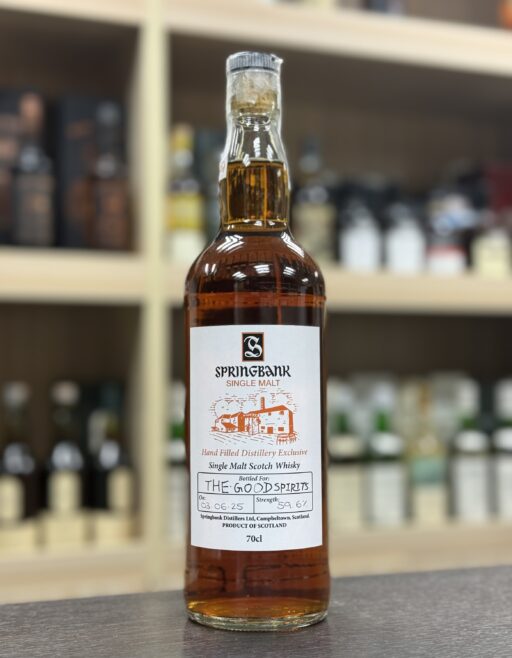 S
SPRINGBANK
SINGLE MALT
Hand Filled Distillery Exclusive
Single Malt Scotch Whisky
Bottled For:
THE GOOD SPIRITS
On: Strength:
03.06.25 59.6%
Springbank Distillers Ltd, Campbeltown, Scotland.
PRODUCT OF SCOTLAND
70cl